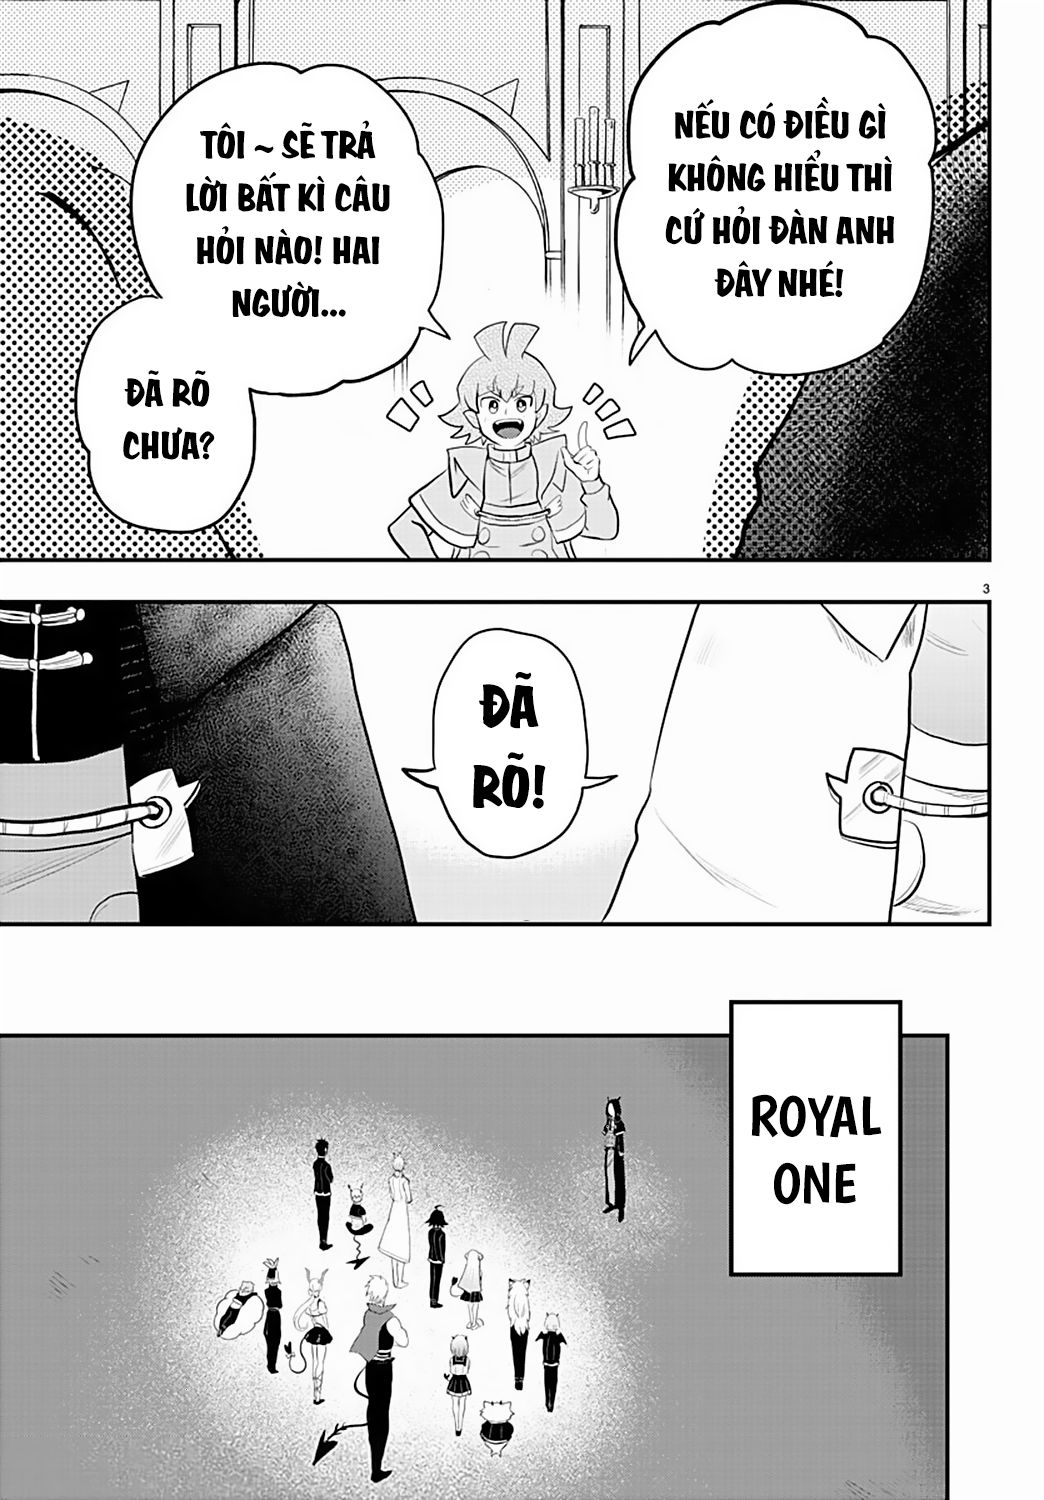 NẾU CÓ ĐIỀU GÌ
KHÔNG HIỂU THÌ
CỨ HỎI ĐÀN ANH
ĐÂY NHÉ!
TÔI ~ SẼ TRẢ
LỜI BẤT KÌ CÂU
HỎI NÀO! HAI
NGƯỜI...
ĐÃ RÕ
CHƯA?
3
ĐÃ
RÕ!
ROYAL
ONE